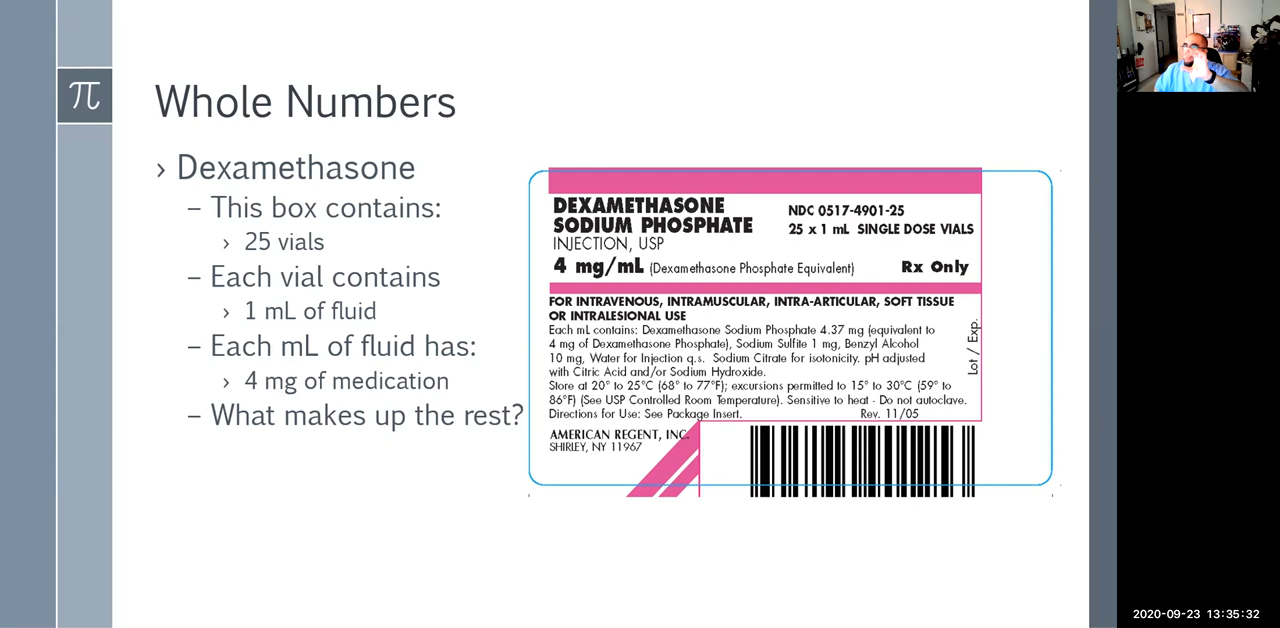 π
Whole Numbers
› Dexamethasone
– This box contains:
› 25 vials
– Each vial contains
› 1 mL of fluid
– Each mL of fluid has:
› 4 mg of medication
– What makes up the rest?
DEXAMETHASONE
SODIUM PHOSPHATE
INJECTION, USP
4 mg/mL (Dexamethasone Phosphate Equivalent)
NDC 0517-4901-25
25 x 1 mL SINGLE DOSE VIALS
Rx Only
FOR INTRAVENOUS, INTRAMUSCULAR, INTRA-ARTICULAR, SOFT TISSUE
OR INTRALESIONAL USE
Each mL contains: Dexamethasone Sodium Phosphate 4.37 mg (equivalent to
4 mg of Dexamethasone Phosphate), Sodium Sulfite 1 mg, Benzyl Alcohol
10 mg, Water for Injection q.s. Sodium Citrate for isotonicity. pH adjusted
with Citric Acid and/or Sodium Hydroxide.
Store at 20° to 25°C (68° to 77°F); excursions permitted to 15° to 30°C (59° to
86°F) (See USP Controlled Room Temperature). Sensitive to heat - Do not autoclave.
Directions for Use: See Package Insert. Rev. 11/05
Lot / Exp.
AMERICAN REGENT, INC.
SHIRLEY, NY 11967
2020-09-23 13:35:32